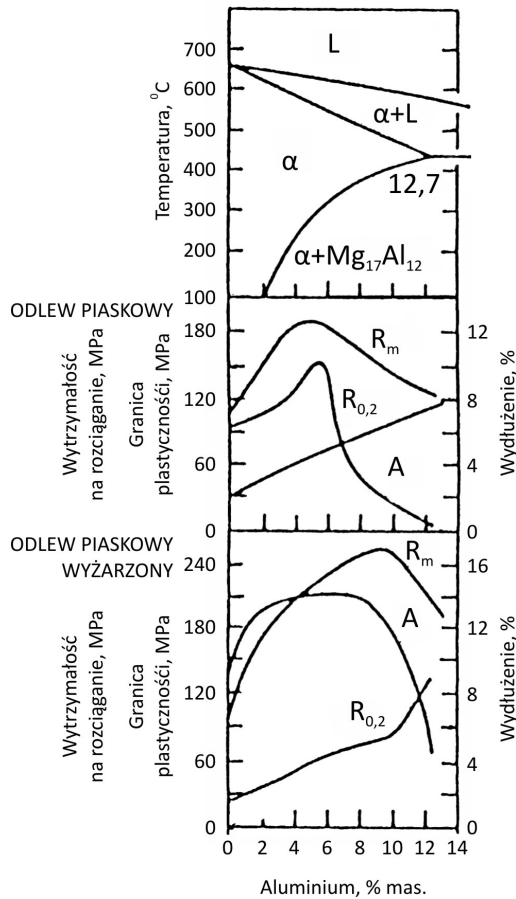 L
700
600
α+L
500
α
400
12,7
300
200
α+Mg₁₇Al₁₂
100
Temperatura, ⁰C
ODLEW PIASKOWY
180
120
60
0
Wytrzymałość
na rozciąganie, MPa
Granica
plastycznośći, MPa
Rₘ
R₀,₂
A
12
8
4
0
Wydłużenie, %
ODLEW PIASKOWY
WYŻARZONY
240
180
120
60
0
Wytrzymałość
na rozciąganie, MPa
Granica
plastycznośći, MPa
Rₘ
A
R₀,₂
16
12
8
4
0
Wydłużenie, %
0 2 4 6 8 10 12 14
Aluminium, % mas.